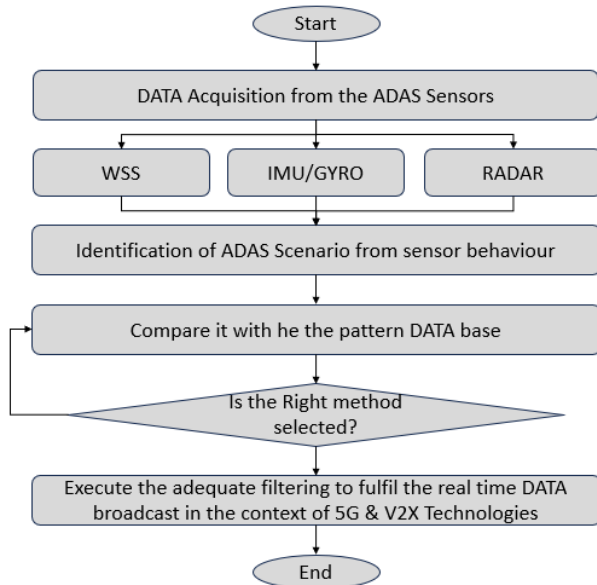 Start
DATA Acquisition from the ADAS Sensors
WSS
IMU/GYRO
RADAR
Identification of ADAS Scenario from sensor behaviour
Compare it with he the pattern DATA base
Is the Right method
selected?
Execute the adequate filtering to fulfil the real time DATA
broadcast in the context of 5G & V2X Technologies
End